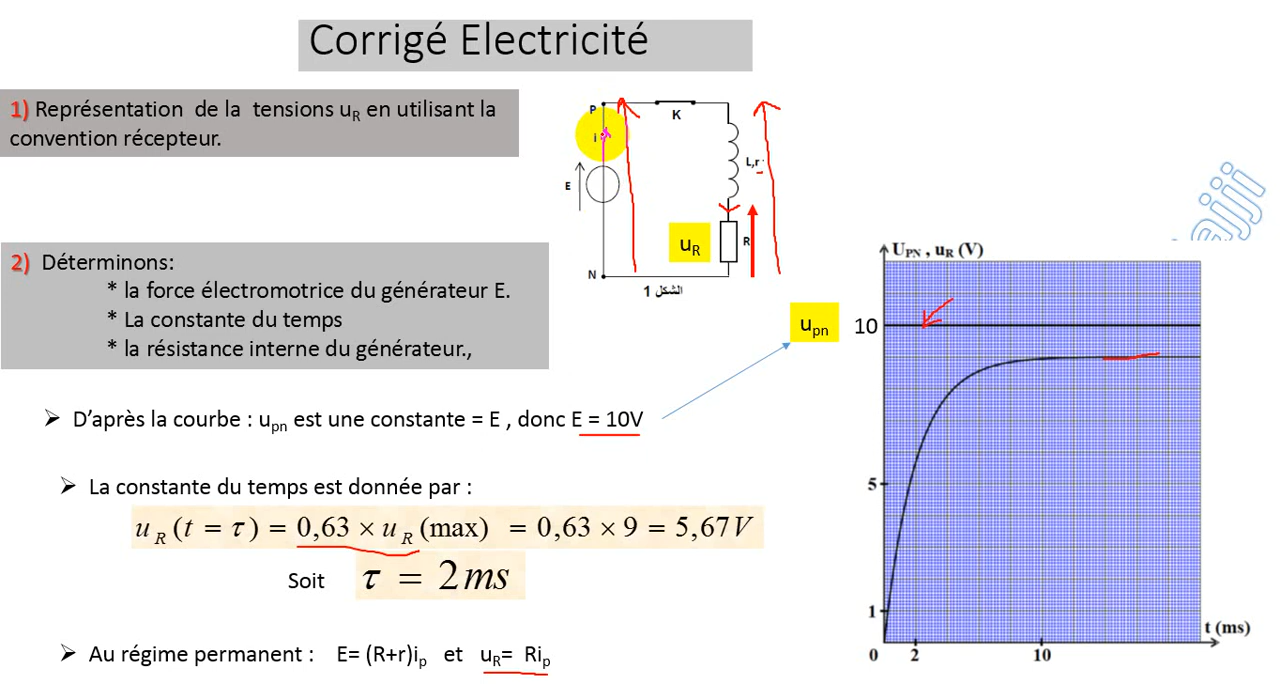 Corrigé Electricité
1) Représentation de la tensions uR en utilisant la
convention récepteur.
P
K
i
E
L,r
uR
R
N
الشكل 1
2) Déterminons:
* la force électromotrice du générateur E.
* La constante du temps
* la résistance interne du générateur.,
upn
UPN , uR (V)
10
5
1
0
2
10
t (ms)
➢ D’après la courbe : upn est une constante = E , donc E = 10V
➢ La constante du temps est donnée par :
uR (t = τ) = 0,63 × uR (max) = 0,63 × 9 = 5,67V
Soit τ = 2ms
➢ Au régime permanent : E= (R+r)ip et uR= Rip